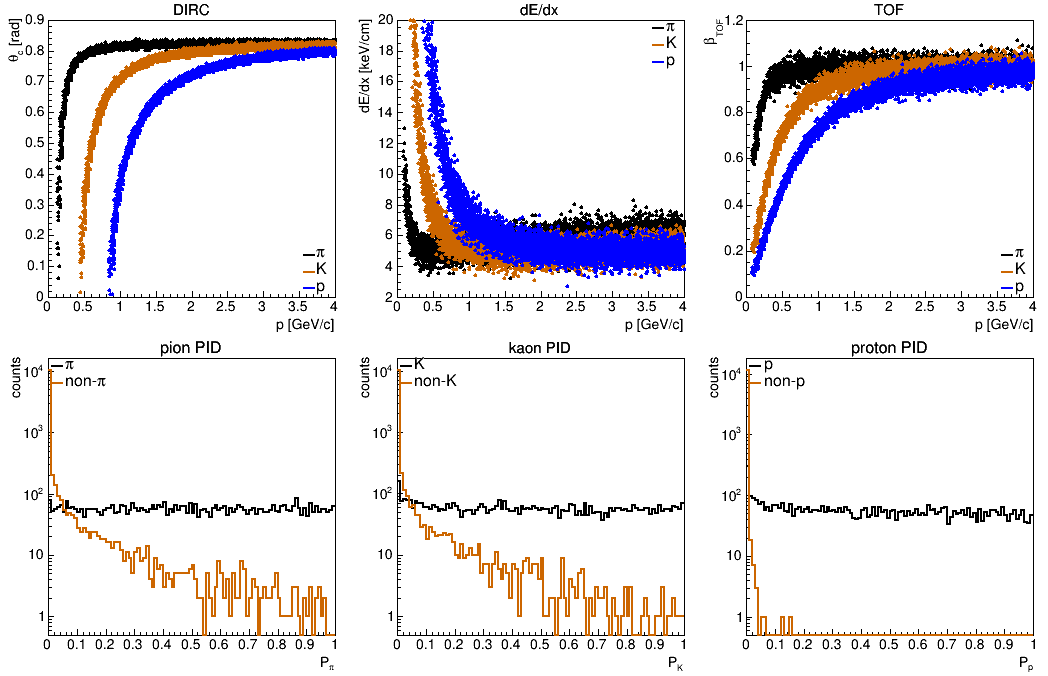 DIRC
θc [rad]
0.9
0.8
0.7
0.6
0.5
0.4
0.3
0.2
0.1
0
π
K
p
0 0.5 1 1.5 2 2.5 3 3.5 4
p [GeV/c]
dE/dx
dE/dx [keV/cm]
20
18
16
14
12
10
8
6
4
2
π
K
p
0 0.5 1 1.5 2 2.5 3 3.5 4
p [GeV/c]
TOF
βTOF
1.2
1
0.8
0.6
0.4
0.2
0
π
K
p
0 0.5 1 1.5 2 2.5 3 3.5 4
p [GeV/c]
pion PID
counts
π
non-π
10^4
10^3
10^2
10
1
0 0.1 0.2 0.3 0.4 0.5 0.6 0.7 0.8 0.9 1
Pπ
kaon PID
counts
K
non-K
10^4
10^3
10^2
10
1
0 0.1 0.2 0.3 0.4 0.5 0.6 0.7 0.8 0.9 1
PK
proton PID
counts
p
non-p
10^4
10^3
10^2
10
1
0 0.1 0.2 0.3 0.4 0.5 0.6 0.7 0.8 0.9 1
Pp